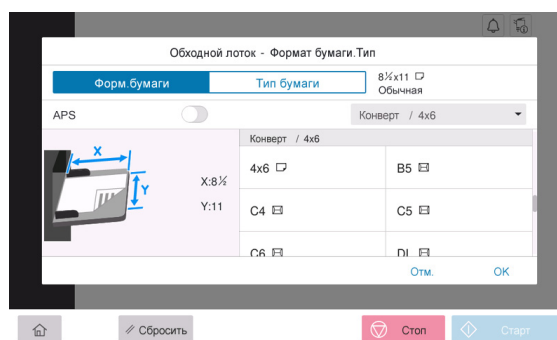 Обходной лоток - Формат бумаги.Тип
Форм.бумаги
Тип бумаги
8½x11
Обычная
APS
Конверт / 4x6
Конверт / 4x6
X
Y
X:8½
Y:11
4x6
B5
C4
C5
C6
DL
Отм.
OK
Сбросить
Стоп
Старт